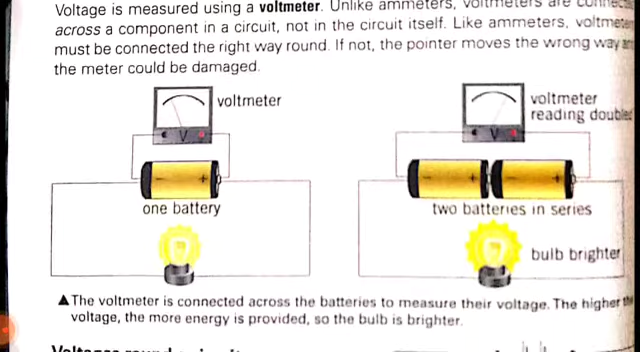 Voltage is measured using a voltmeter. Unlike ammeters, voltmeters are
across a component in a circuit, not in the circuit itself. Like ammeters,
must be connected the right way round. If not, the pointer moves the wrong way
the meter could be damaged.
voltmeter
voltmeter
reading doubled
V
V
- +
- + - +
one battery
two batteries in series
bulb brighter
▲The voltmeter is connected across the batteries to measure their voltage. The higher
voltage, the more energy is provided, so the bulb is brighter.